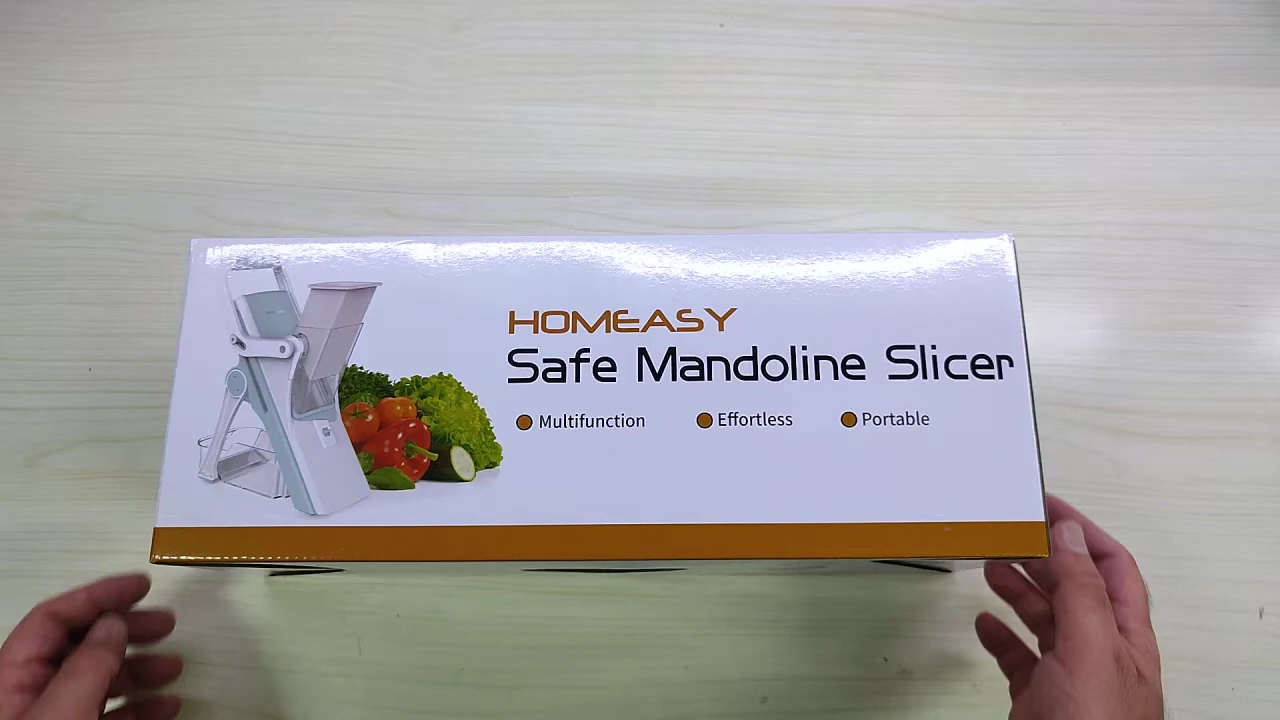 HOMEASY
Safe Mandoline Slicer
Multifunction Effortless Portable